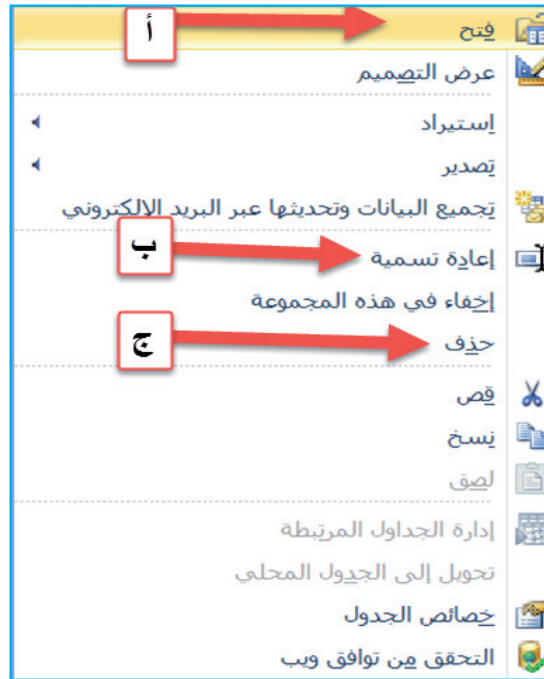 أ
فتح
عرض التصميم
إستيراد
تصدير
تجميع البيانات وتحديثها عبر البريد الإلكتروني
ب
إعادة تسمية
إخفاء في هذه المجموعة
ج
حذف
قص
نسخ
لصق
إدارة الجداول المرتبطة
تحويل إلى الجدول المحلي
خصائص الجدول
التحقق من توافق ويب